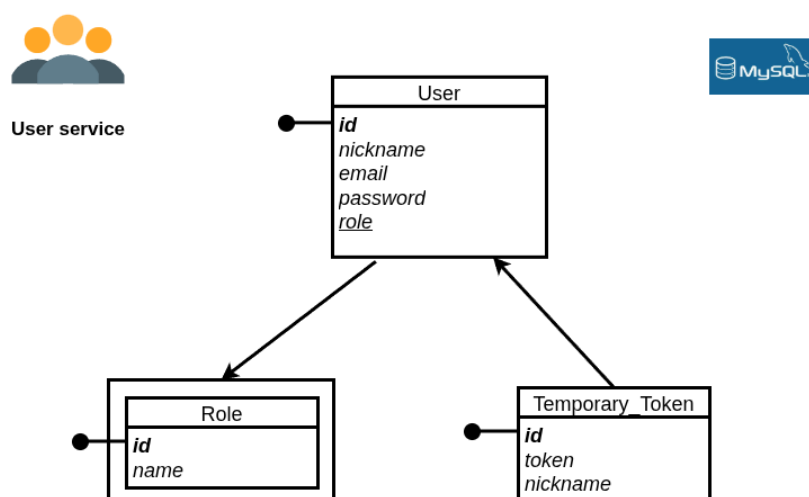 User service
MySQL
User
id
nickname
email
password
role
Role
id
name
Temporary_Token
id
token
nickname